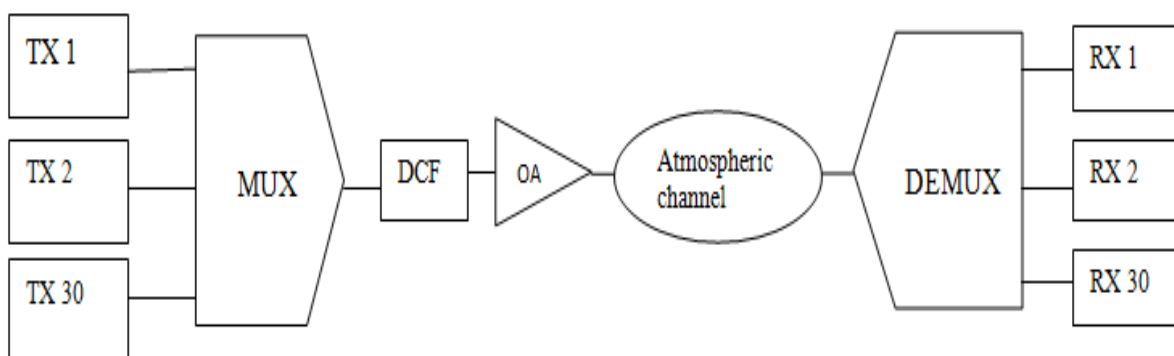 TX 1
TX 2
TX 30
MUX
DCF
OA
Atmospheric
channel
DEMUX
RX 1
RX 2
RX 30